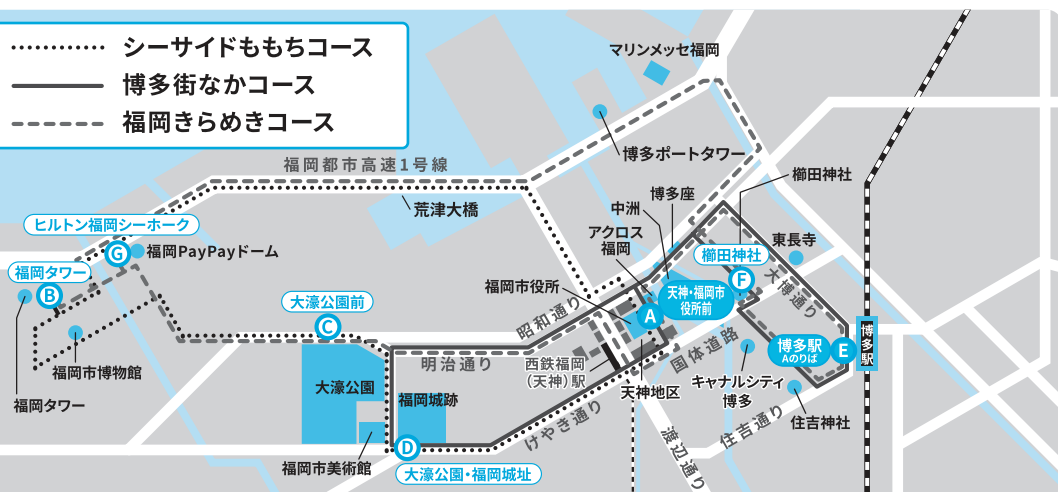 シーサイドももちコース
博多街なかコース
福岡きらめきコース
マリンメッセ福岡
博多ポートタワー
福岡都市高速1号線
荒津大橋
櫛田神社
博多座
中洲
アクロス
福岡
東長寺
ヒルトン福岡シーホーク
G
福岡PayPayドーム
福岡タワー
B
櫛田神社
F
大博通り
福岡市役所
天神・福岡市
役所前
A
大濠公園前
C
昭和通り
明治通り
西鉄福岡
(天神)駅
国体道路
博多駅
Aのりば
E
博多駅
福岡市博物館
福岡タワー
大濠公園
福岡城跡
天神地区
キャナルシティ
博多
住吉神社
住吉通り
けやき通り
渡辺通り
福岡市美術館
D
大濠公園・福岡城址